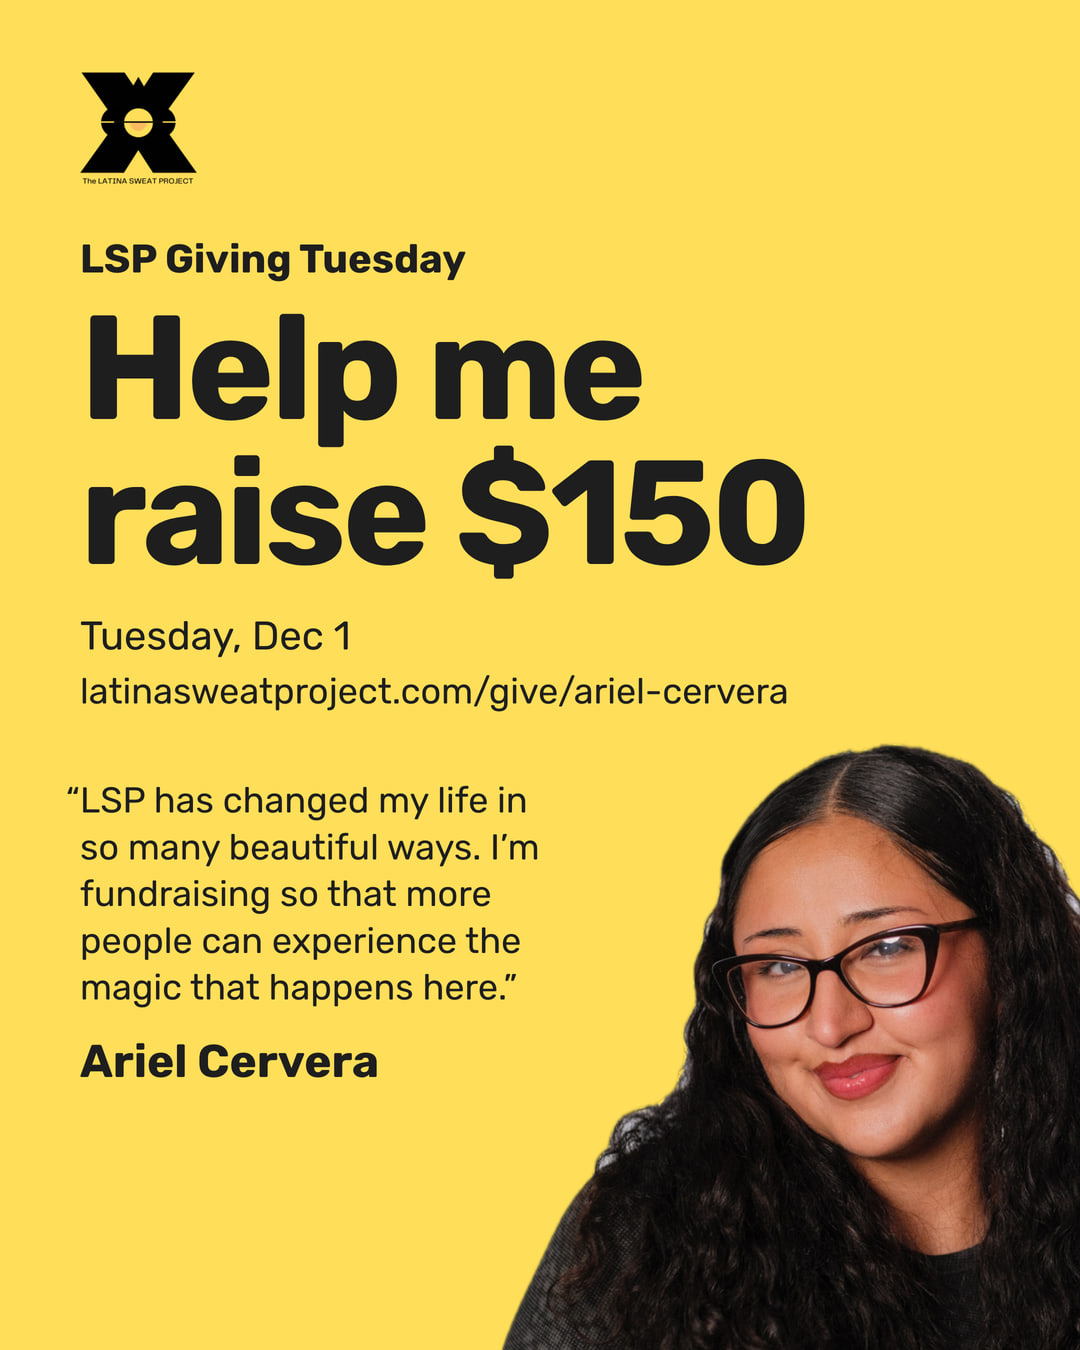 The LATINA SWEAT PROJECT
LSP Giving Tuesday
Help me
raise $150
Tuesday, Dec 1
latinasweatproject.com/give/ariel-cervera
“LSP has changed my life in
so many beautiful ways. I’m
fundraising so that more
people can experience the
magic that happens here.”
Ariel Cervera